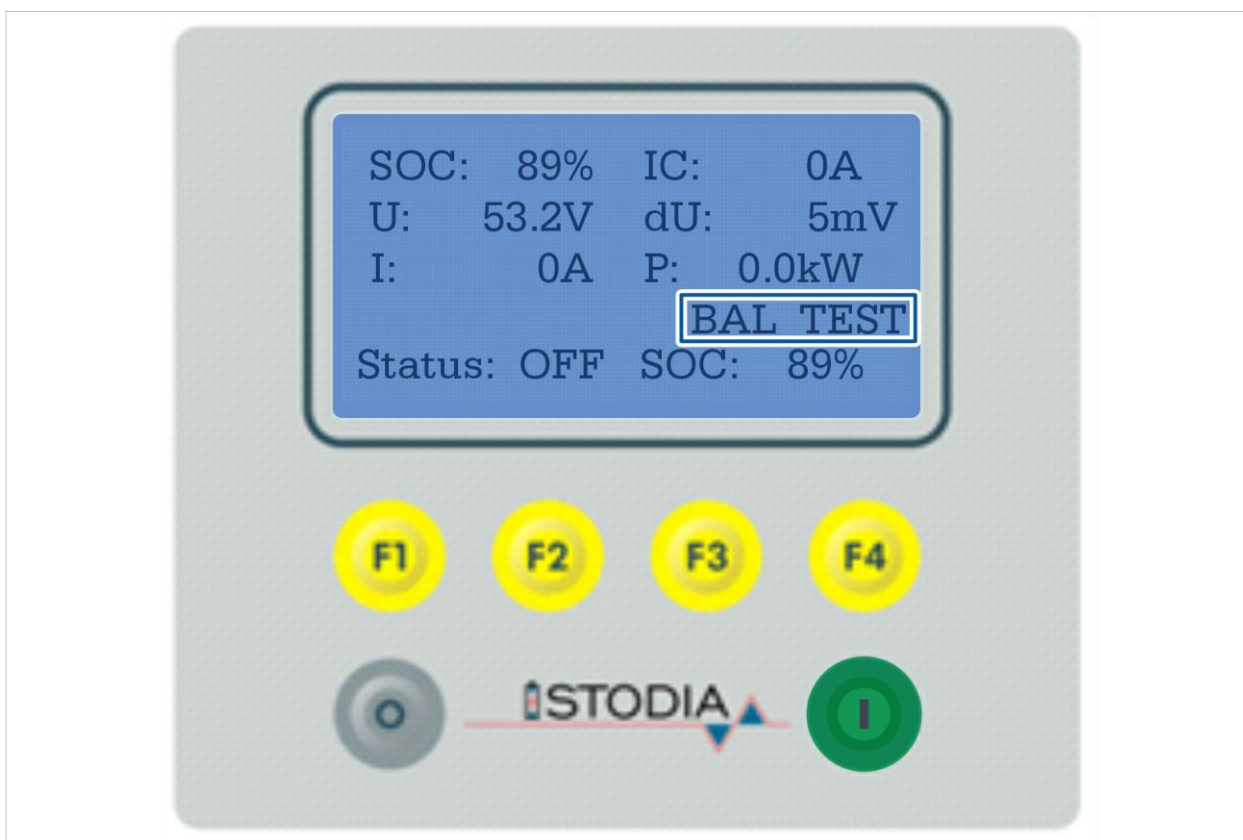 SOC: 89% IC: 0A
U: 53.2V dU: 5mV
I: 0A P: 0.0kW
BAL TEST
Status: OFF SOC: 89%
F1 F2 F3 F4
O STODIA I